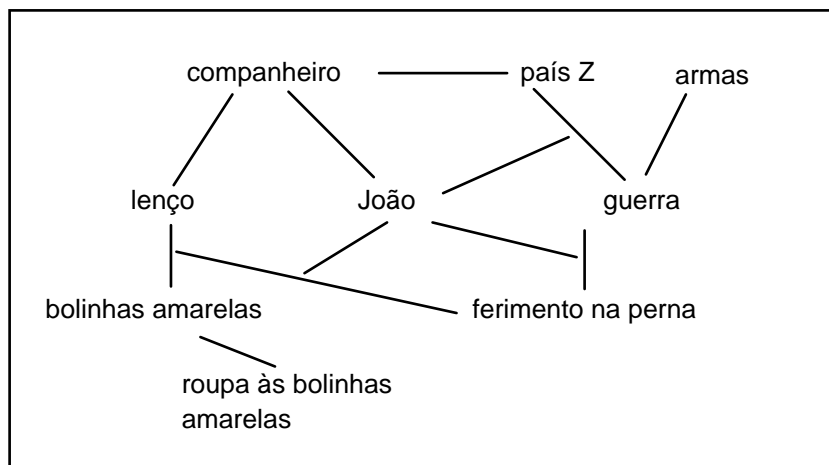 companheiro país Z armas
lenço João guerra
bolinhas amarelas ferimento na perna
roupa às bolinhas
amarelas